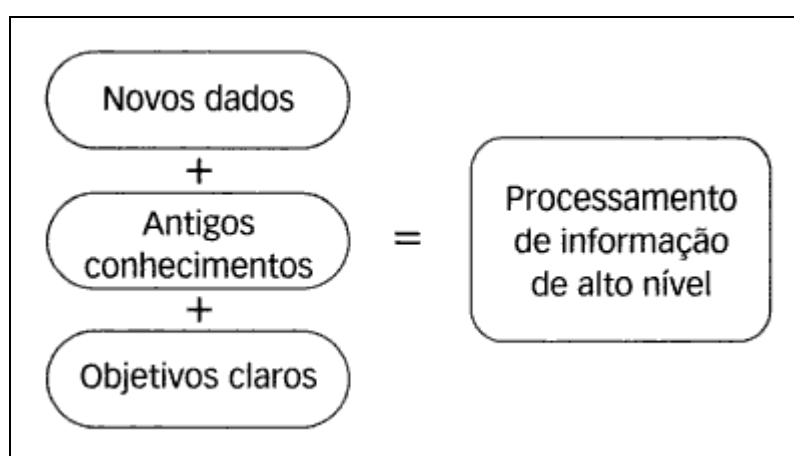 Novos dados
+
Antigos
conhecimentos
+
Objetivos claros
=
Processamento
de informação
de alto nível